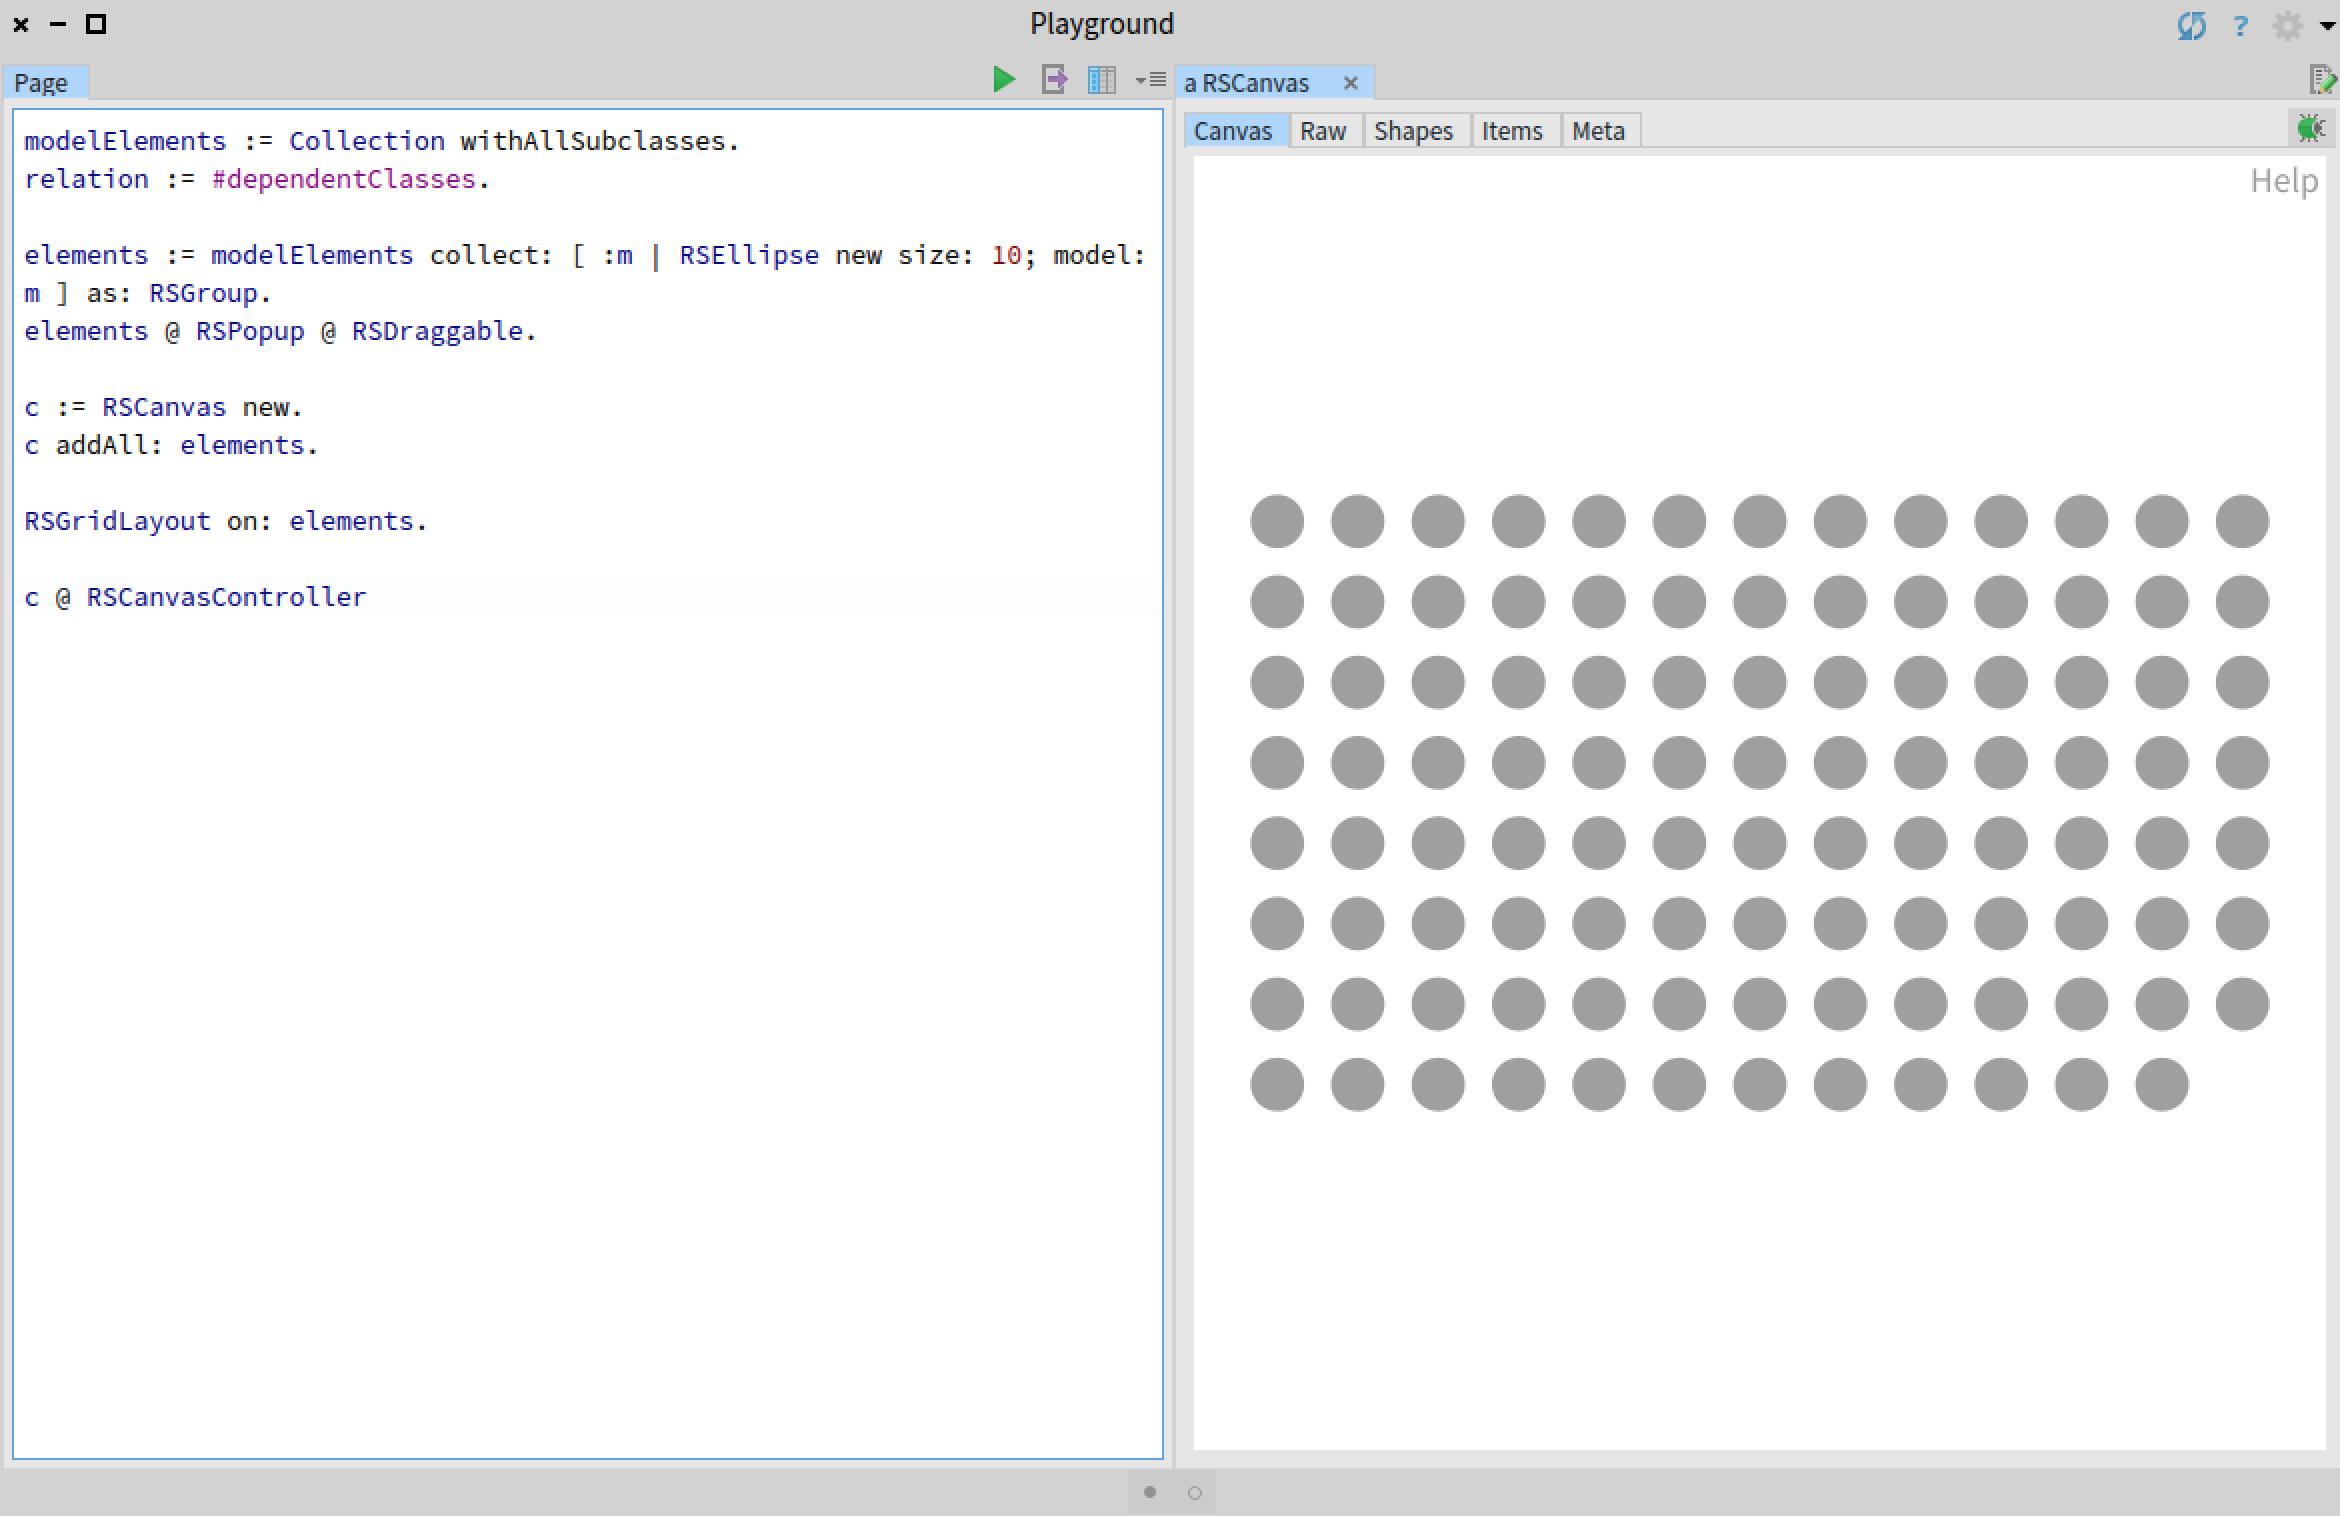 Playground
?
Page
a RSCanvas
Canvas Raw Shapes Items Meta
modelElements := Collection withAllSubclasses.
relation := #dependentClasses.
elements := modelElements collect: [ :m | RSEllipse new size: 10; model:
m ] as: RSGroup.
elements @ RSPopup @ RSDraggable.
c := RSCanvas new.
c addAll: elements.
RSGridLayout on: elements.
c @ RSCanvasController
Help